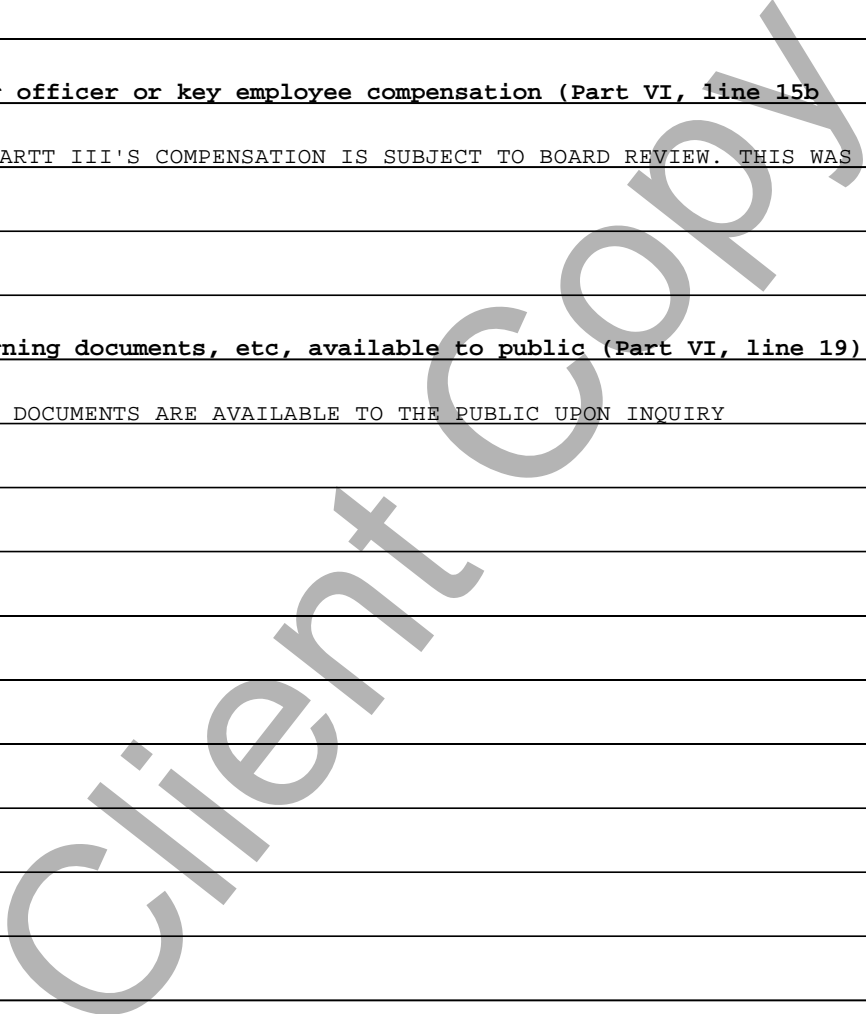 officer or key employee compensation (Part VI, line 15b
ARTT III'S COMPENSATION IS SUBJECT TO BOARD REVIEW. THIS WAS
rning documents, etc, available to public (Part VI, line 19)
DOCUMENTS ARE AVAILABLE TO THE PUBLIC UPON INQUIRY
Client Copy